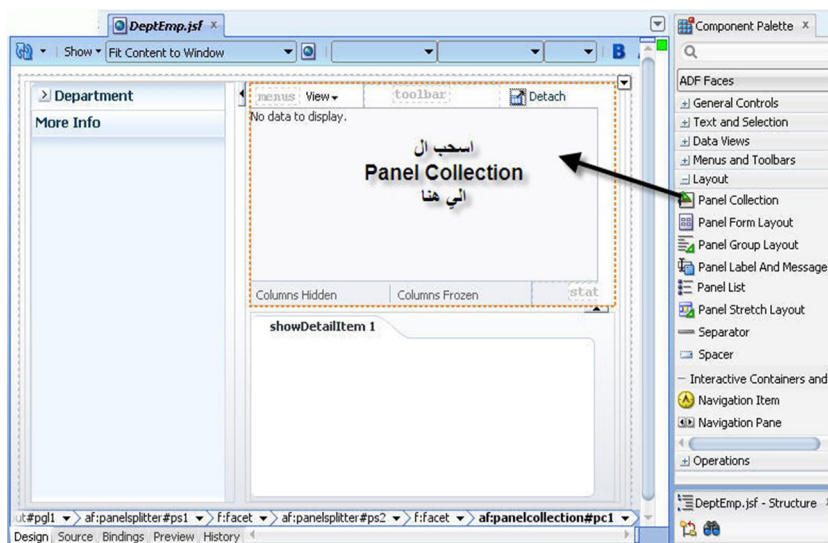 DeptEmp.jsf
Show Fit Content to Window
B
Department
More Info
menus View toolbar Detach
No data to display.
اسحب ال
Panel Collection
الي هنا
Columns Hidden Columns Frozen stat
showDetailItem 1
ut#pgl1 af:panelsplitter#ps1 f:facet af:panelsplitter#ps2 f:facet af:panelcollection#pc1
Design Source Bindings Preview History
Component Palette
ADF Faces
General Controls
Text and Selection
Data Views
Menus and Toolbars
Layout
Panel Collection
Panel Form Layout
Panel Group Layout
Panel Label And Message
Panel List
Panel Stretch Layout
Separator
Spacer
Interactive Containers and
Navigation Item
Navigation Pane
Operations
DeptEmp.jsf - Structure